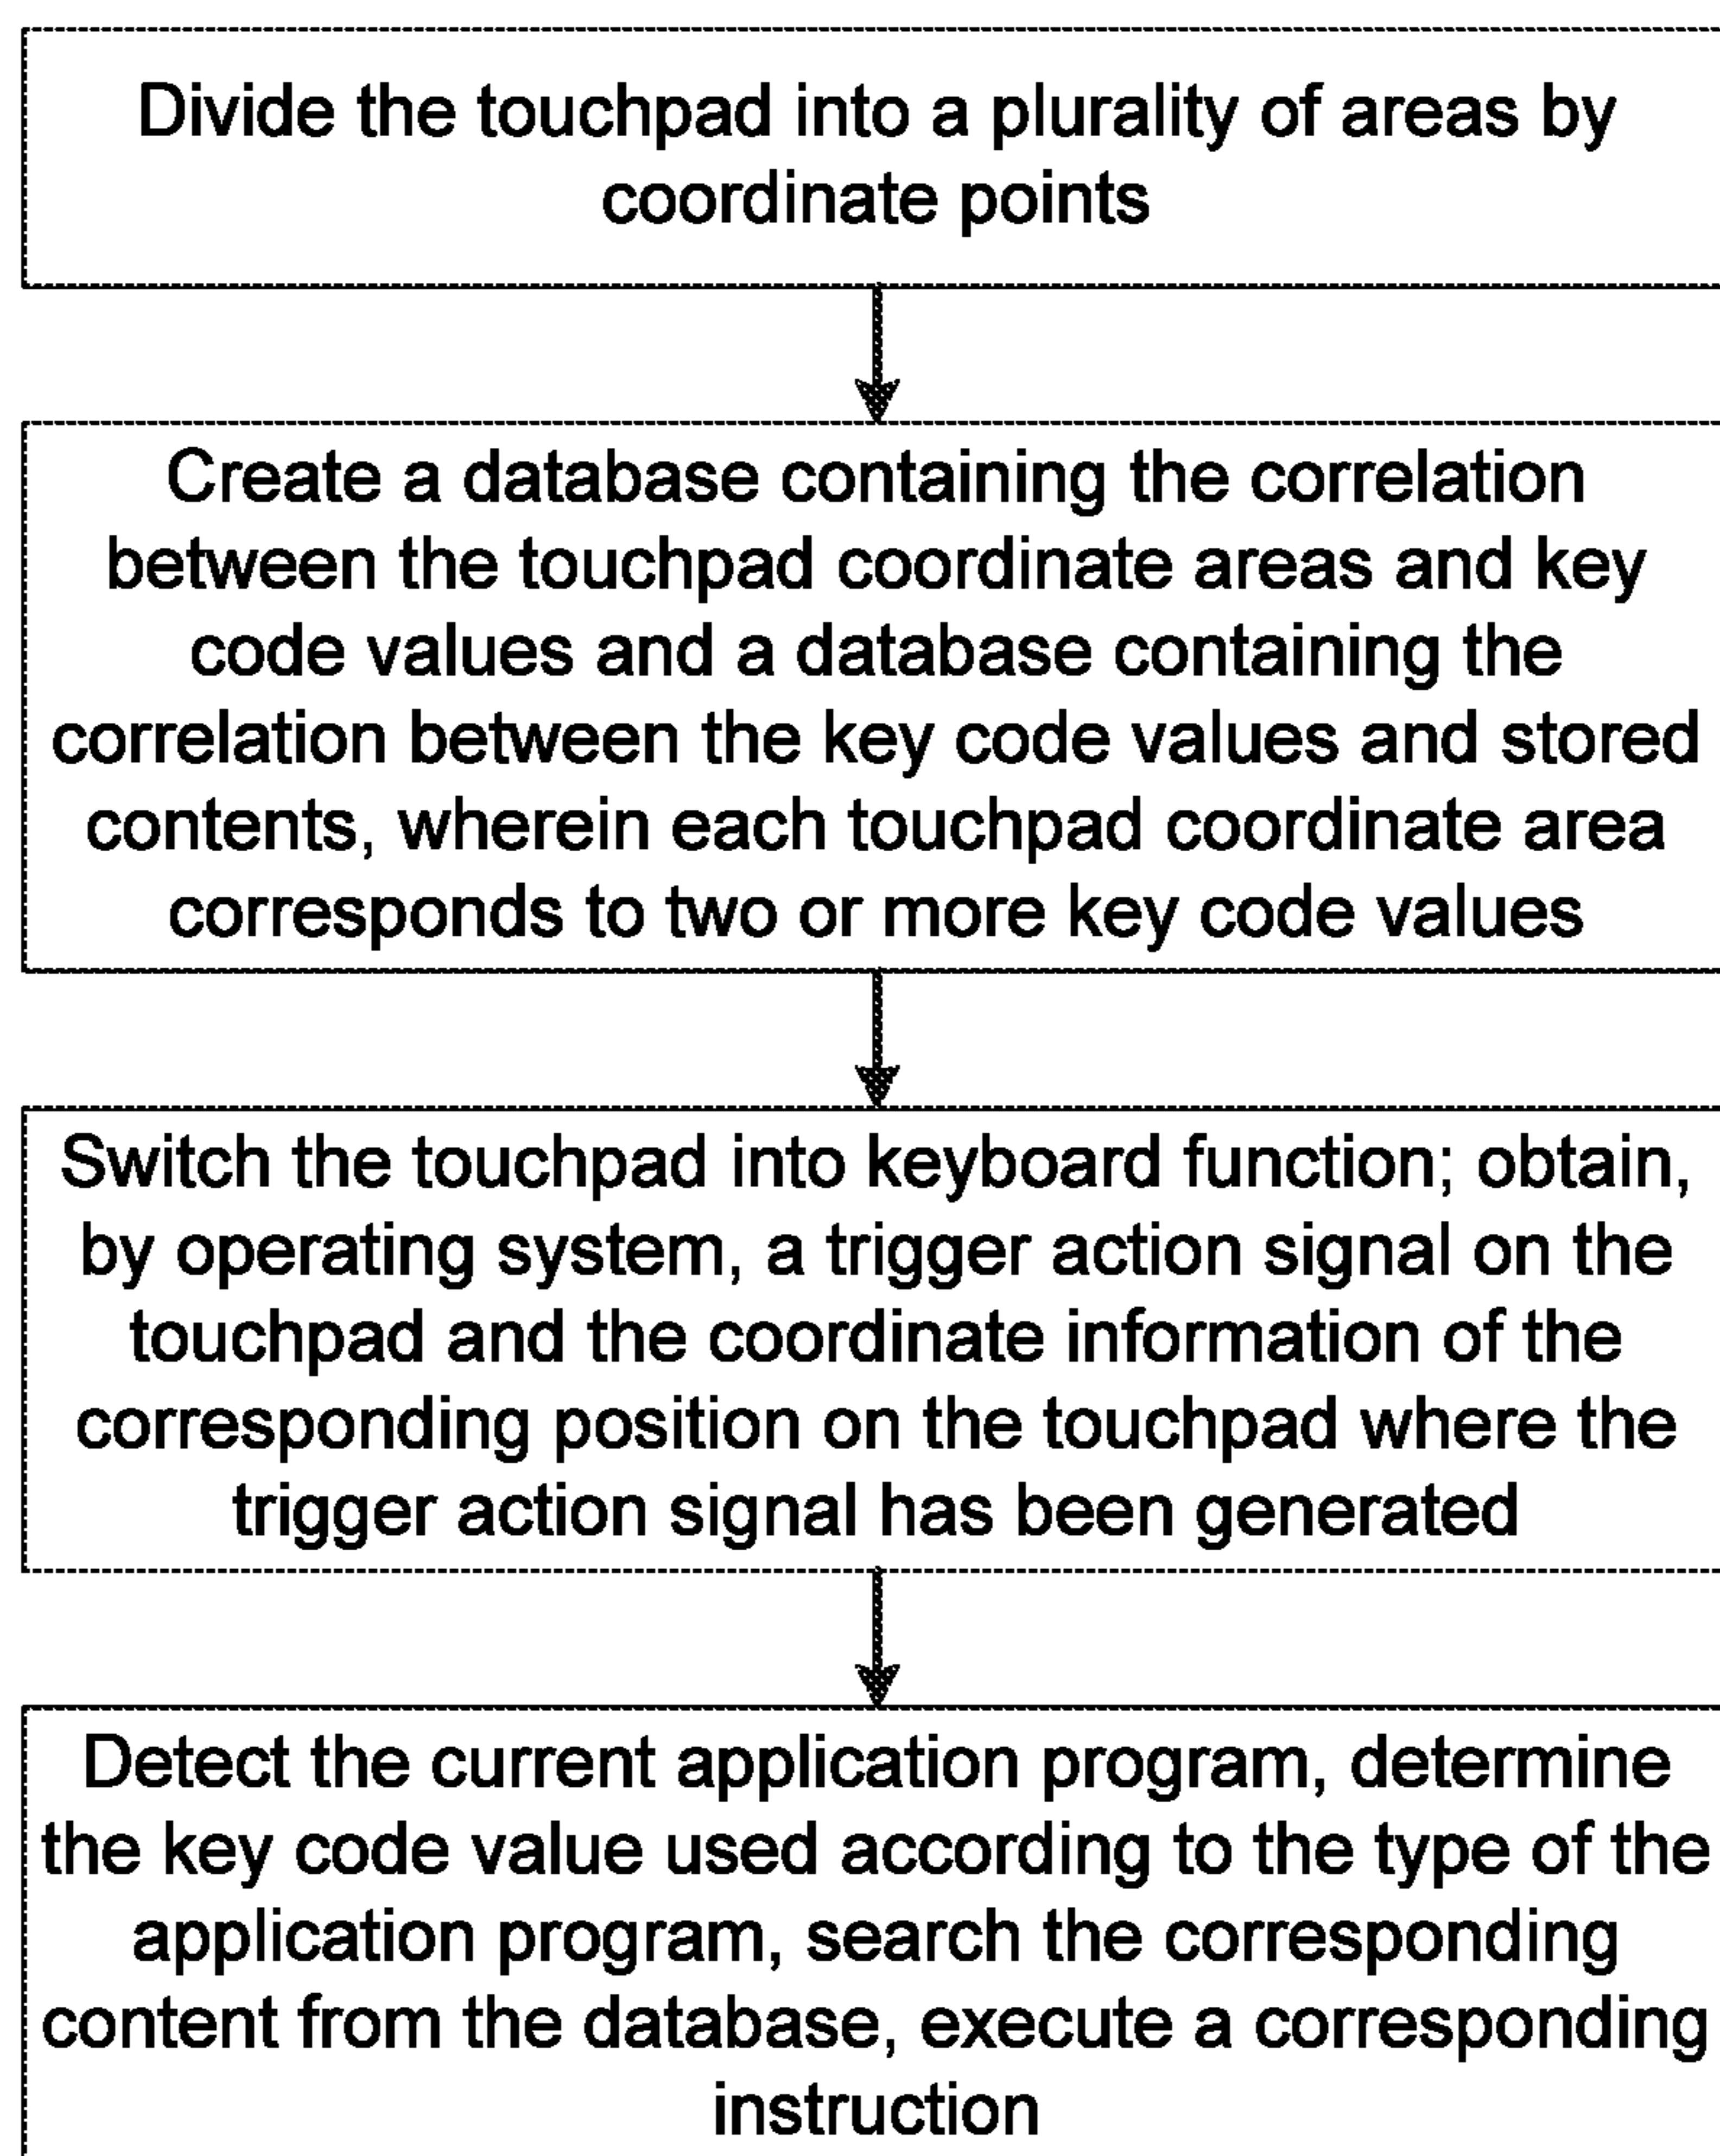 Divide the touchpad into a plurality of areas by
coordinate points
Create a database containing the correlation
between the touchpad coordinate areas and key
code values and a database containing the
correlation between the key code values and stored
contents, wherein each touchpad coordinate area
corresponds to two or more key code values
Switch the touchpad into keyboard function; obtain,
by operating system, a trigger action signal on the
touchpad and the coordinate information of the
corresponding position on the touchpad where the
trigger action signal has been generated
Detect the current application program, determine
the key code value used according to the type of the
application program, search the corresponding
content from the database, execute a corresponding
instruction